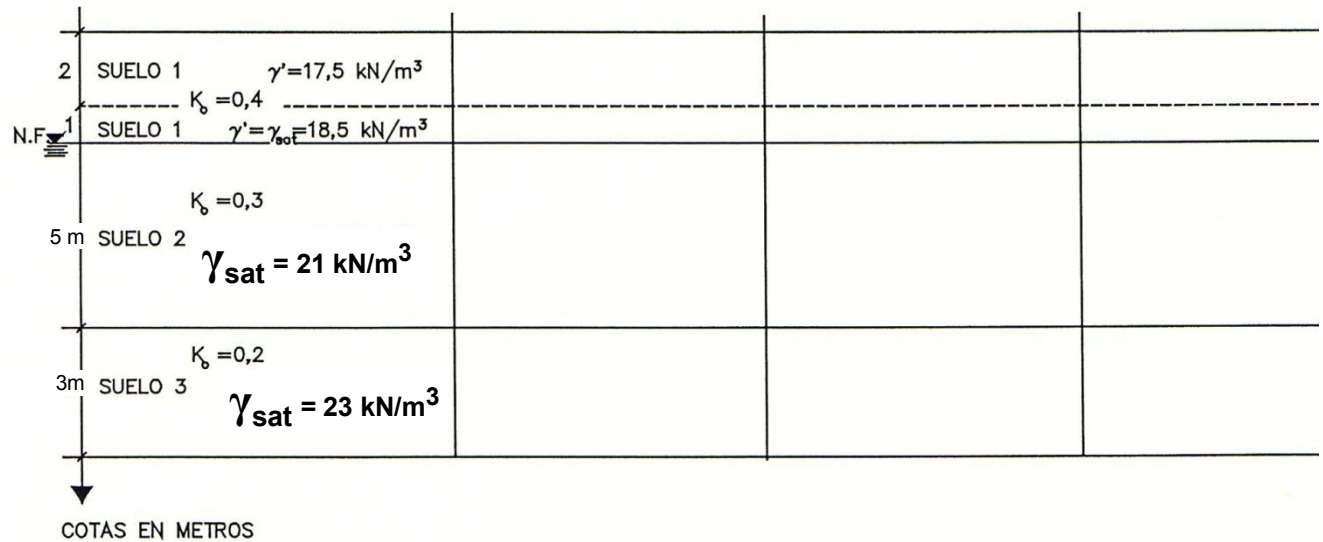 2 SUELO 1 γ'=17,5 kN/m³
K₀ =0,4
1
N.F. SUELO 1 γ'=γsat=18,5 kN/m³
K₀ =0,3
5 m SUELO 2
γsat = 21 kN/m³
K₀ =0,2
3m SUELO 3
γsat = 23 kN/m³
COTAS EN METROS